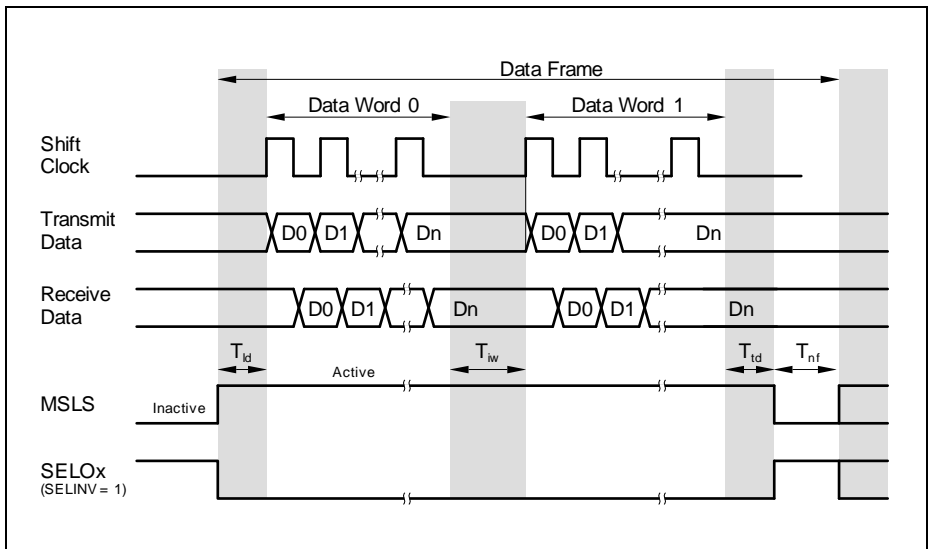 Data Frame
Data Word 0
Data Word 1
Shift
Clock
Transmit
Data
D0 D1 Dn D0 D1 Dn
Receive
Data
D0 D1 Dn D0 D1 Dn
Tld Tiw Ttd Tnf
Active
MSLS
Inactive
SELOx
(SELINV = 1)